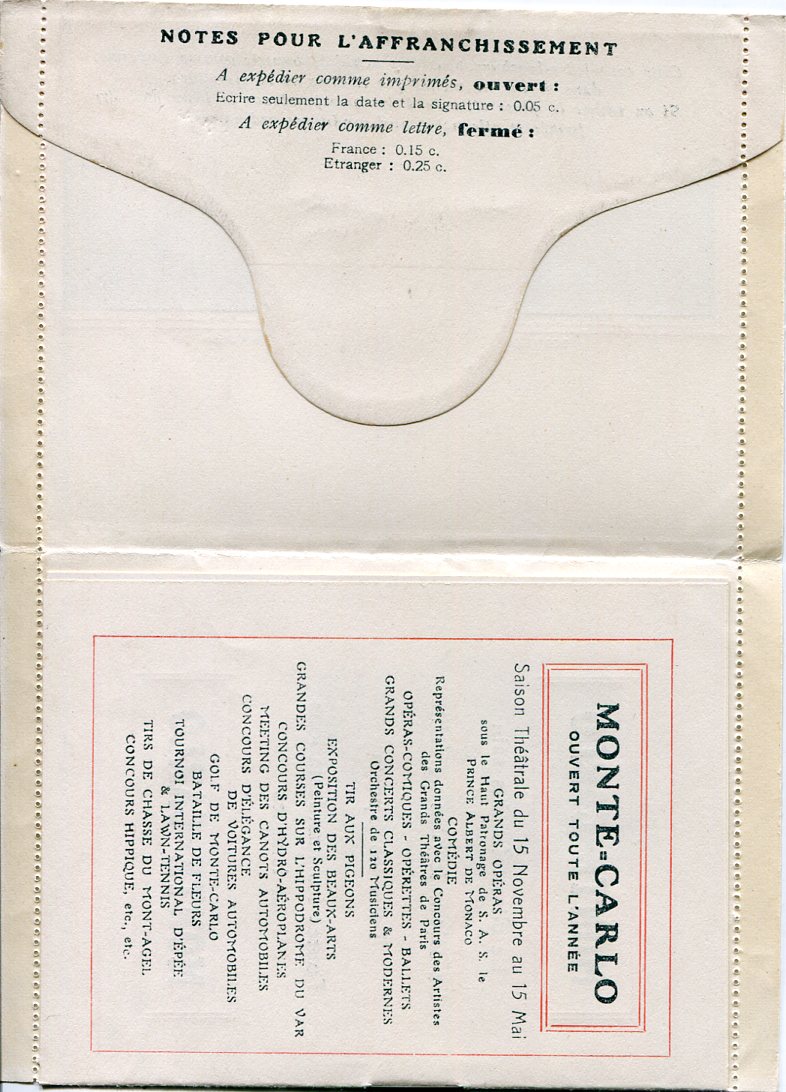 NOTES POUR L'AFFRANCHISSEMENT
A expédier comme imprimés, ouvert :
Ecrire seulement la date et la signature : 0.05 c.
A expédier comme lettre, fermé :
France : 0.15 c.
Etranger : 0.25 c.
MONTE=CARLO
OUVERT TOUTE L'ANNÉE
Saison Théâtrale du 15 Novembre au 15 Mai
GRANDS OPÉRAS
sous le Haut Patronage de S. A. S. le
PRINCE ALBERT DE MONACO
COMÉDIE
Représentations données avec le Concours des Artistes
des Grands Théâtres de Paris
OPÉRAS-COMIQUES - OPÉRETTES - BALLETS
GRANDS CONCERTS CLASSIQUES & MODERNES
Orchestre de 120 Musiciens
TIR AUX PIGEONS
EXPOSITION DES BEAUX-ARTS
(Peinture et Sculpture)
GRANDES COURSES SUR L'HIPPODROME DU VAR
CONCOURS D'HYDRO-AÉROPLANES
MEETING DES CANOTS AUTOMOBILES
CONCOURS D'ÉLÉGANCE
DE VOITURES AUTOMOBILES
GOLF DE MONTE-CARLO
BATAILLE DE FLEURS
TOURNOI INTERNATIONAL D'ÉPÉE
& LAWN-TENNIS
TIRS DE CHASSE DU MONT-AGEL
CONCOURS HIPPIQUE, etc., etc.